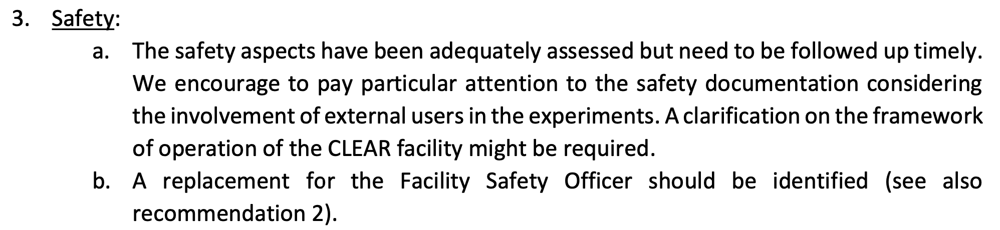 3. Safety:
a. The safety aspects have been adequately assessed but need to be followed up timely.
We encourage to pay particular attention to the safety documentation considering
the involvement of external users in the experiments. A clarification on the framework
of operation of the CLEAR facility might be required.
b. A replacement for the Facility Safety Officer should be identified (see also
recommendation 2).